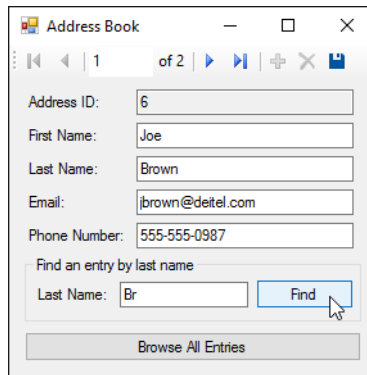 Address Book
1 of 2
Address ID: 6
First Name: Joe
Last Name: Brown
Email: jbrown@deitel.com
Phone Number: 555-555-0987
Find an entry by last name
Last Name: Br Find
Browse All Entries